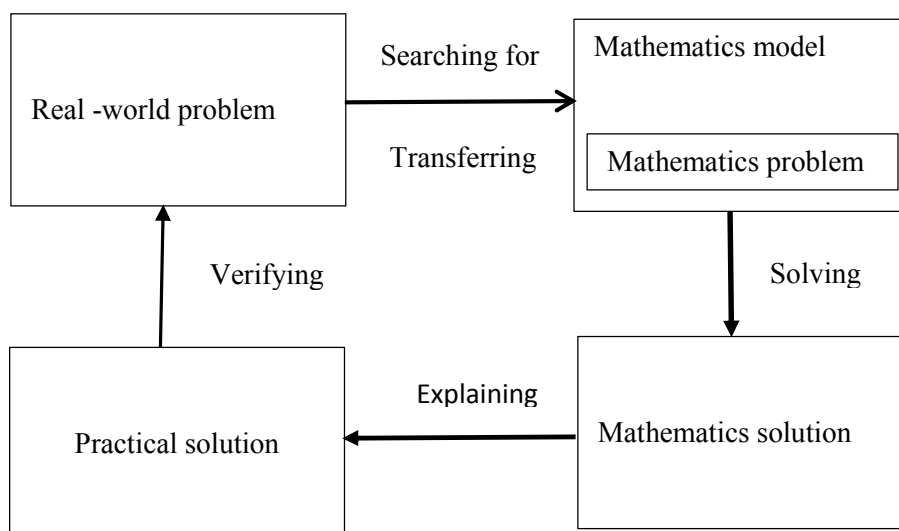 Real -world problem
Searching for
Transferring
Mathematics model
Mathematics problem
Verifying
Solving
Practical solution
Explaining
Mathematics solution